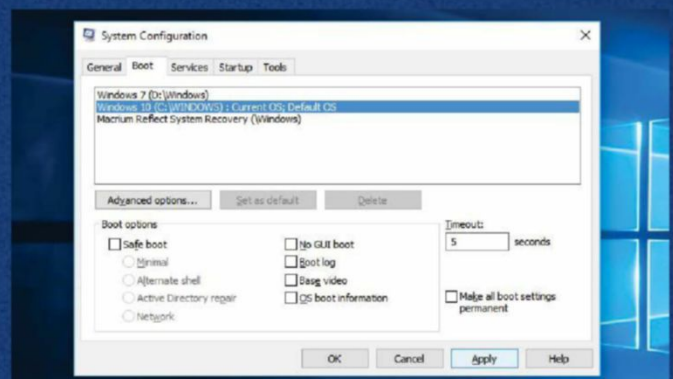 System Configuration
General Boot Services Startup Tools
Windows 7 (D:\Windows)
Windows 10 (C:\WINDOWS) : Current OS; Default OS
Macrium Reflect System Recovery (\Windows)
Advanced options... Set as default Delete
Boot options Timeout:
Safe boot No GUI boot 5 seconds
Minimal Boot log
Alternate shell Base video
Active Directory repair OS boot information Make all boot settings
permanent
Network
OK Cancel Apply Help